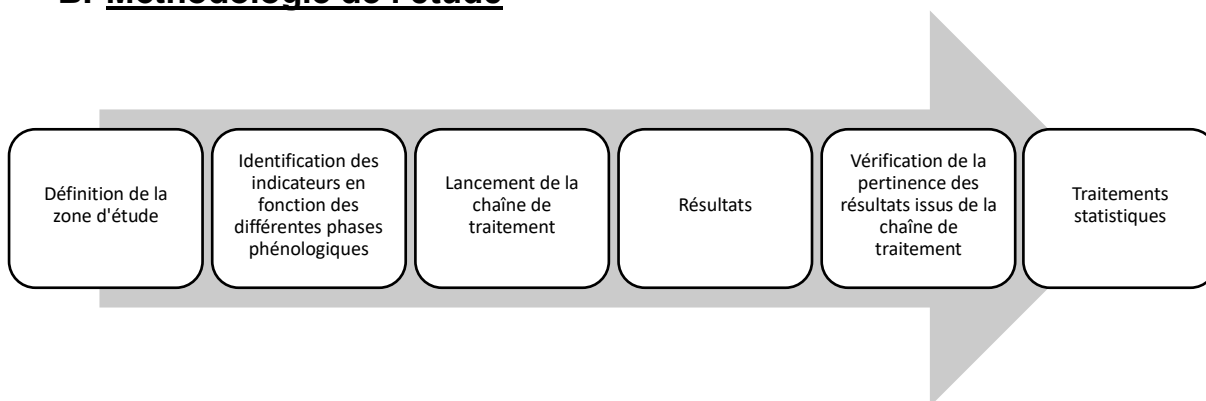 B. Méthodologie de l'étude
Définition de la
zone d'étude
Identification des
indicateurs en
fonction des
différentes phases
phénologiques
Lancement de la
chaîne de
traitement
Résultats
Vérification de la
pertinence des
résultats issus de la
chaîne de
traitement
Traitements
statistiques